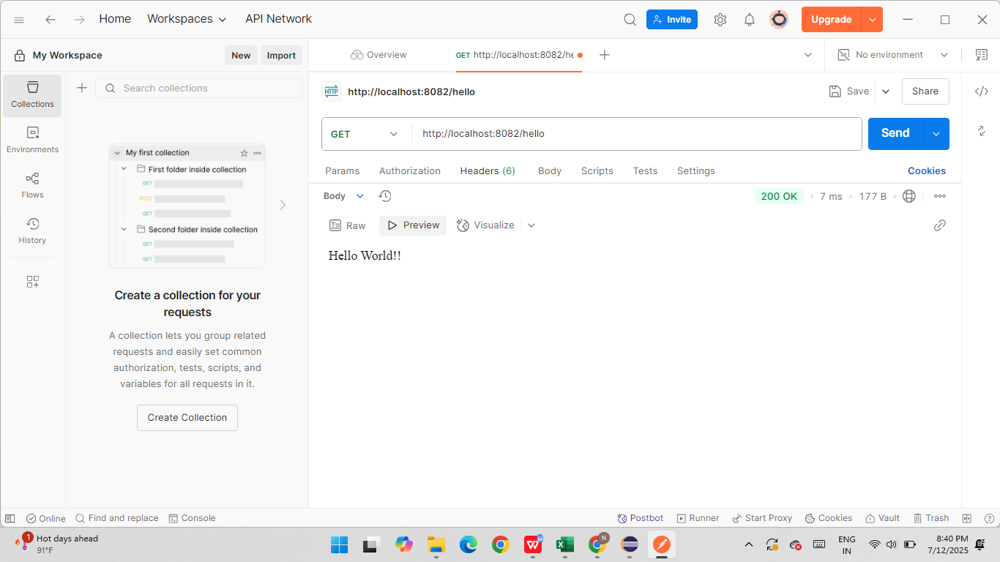 Home Workspaces API Network Invite Upgrade
My Workspace New Import
Overview GET http://localhost:8082/he No environment
Collections
Environments
Flows
History
Search collections
My first collection
First folder inside collection
GET
POST
GET
Second folder inside collection
GET
GET
Create a collection for your
requests
A collection lets you group related
requests and easily set common
authorization, tests, scripts, and
variables for all requests in it.
Create Collection
HTTP http://localhost:8082/hello Save Share
GET http://localhost:8082/hello Send
Params Authorization Headers (6) Body Scripts Tests Settings Cookies
Body 200 OK 7 ms 177 B
Raw Preview Visualize
Hello World!!
Online Find and replace Console Postbot Runner Start Proxy Cookies Vault Trash
1 Hot days ahead
91°F
N
ENG
IN
8:40 PM
7/12/2025